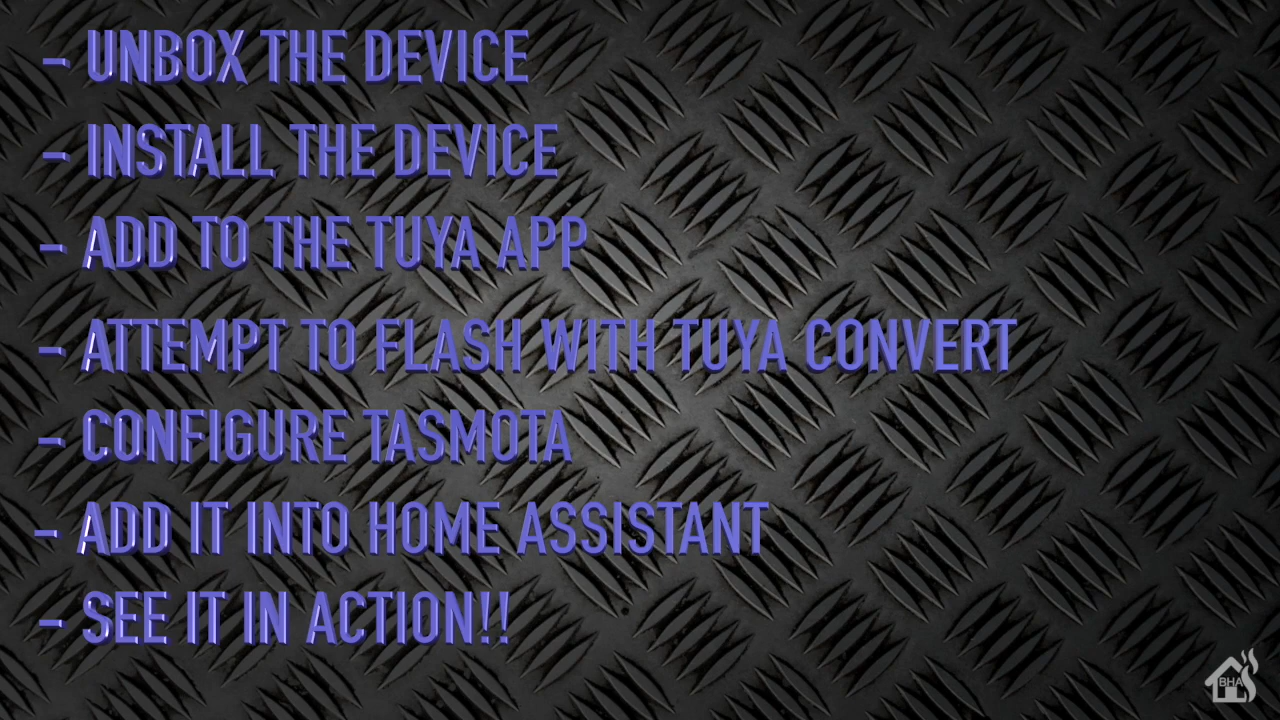 - UNBOX THE DEVICE
- INSTALL THE DEVICE
- ADD TO THE TUYA APP
- ATTEMPT TO FLASH WITH TUYA CONVERT
- CONFIGURE TASMOTA
- ADD IT INTO HOME ASSISTANT
- SEE IT IN ACTION!!
BHA